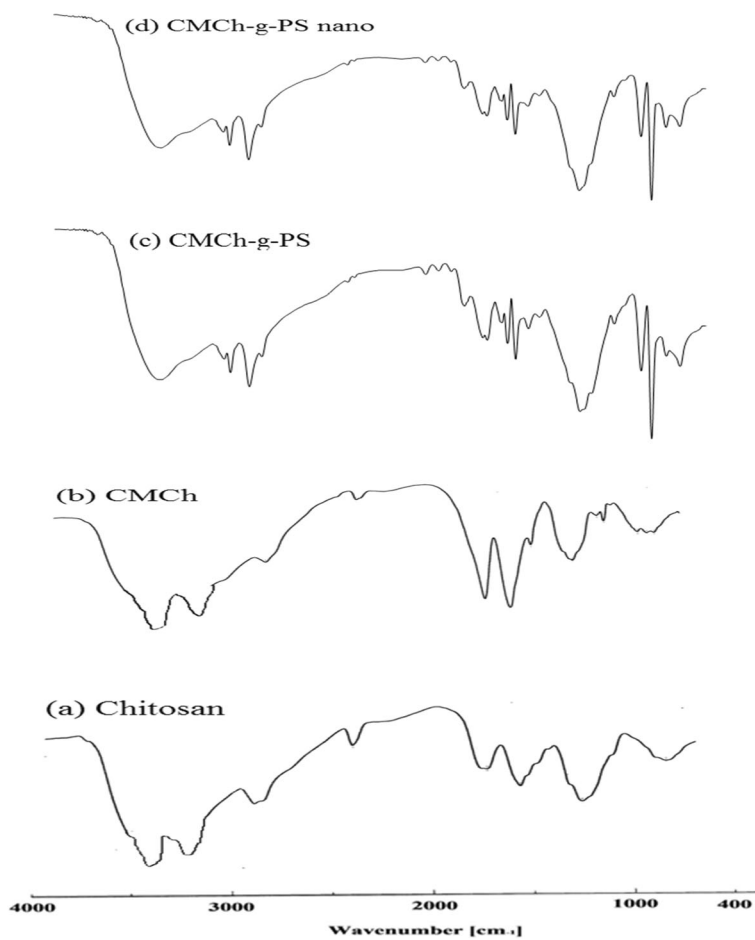 (d) CMCh-g-PS nano
(c) CMCh-g-PS
(b) CMCh
(a) Chitosan
4000 3000 2000 1000 400
Wavenumber [cm-1]